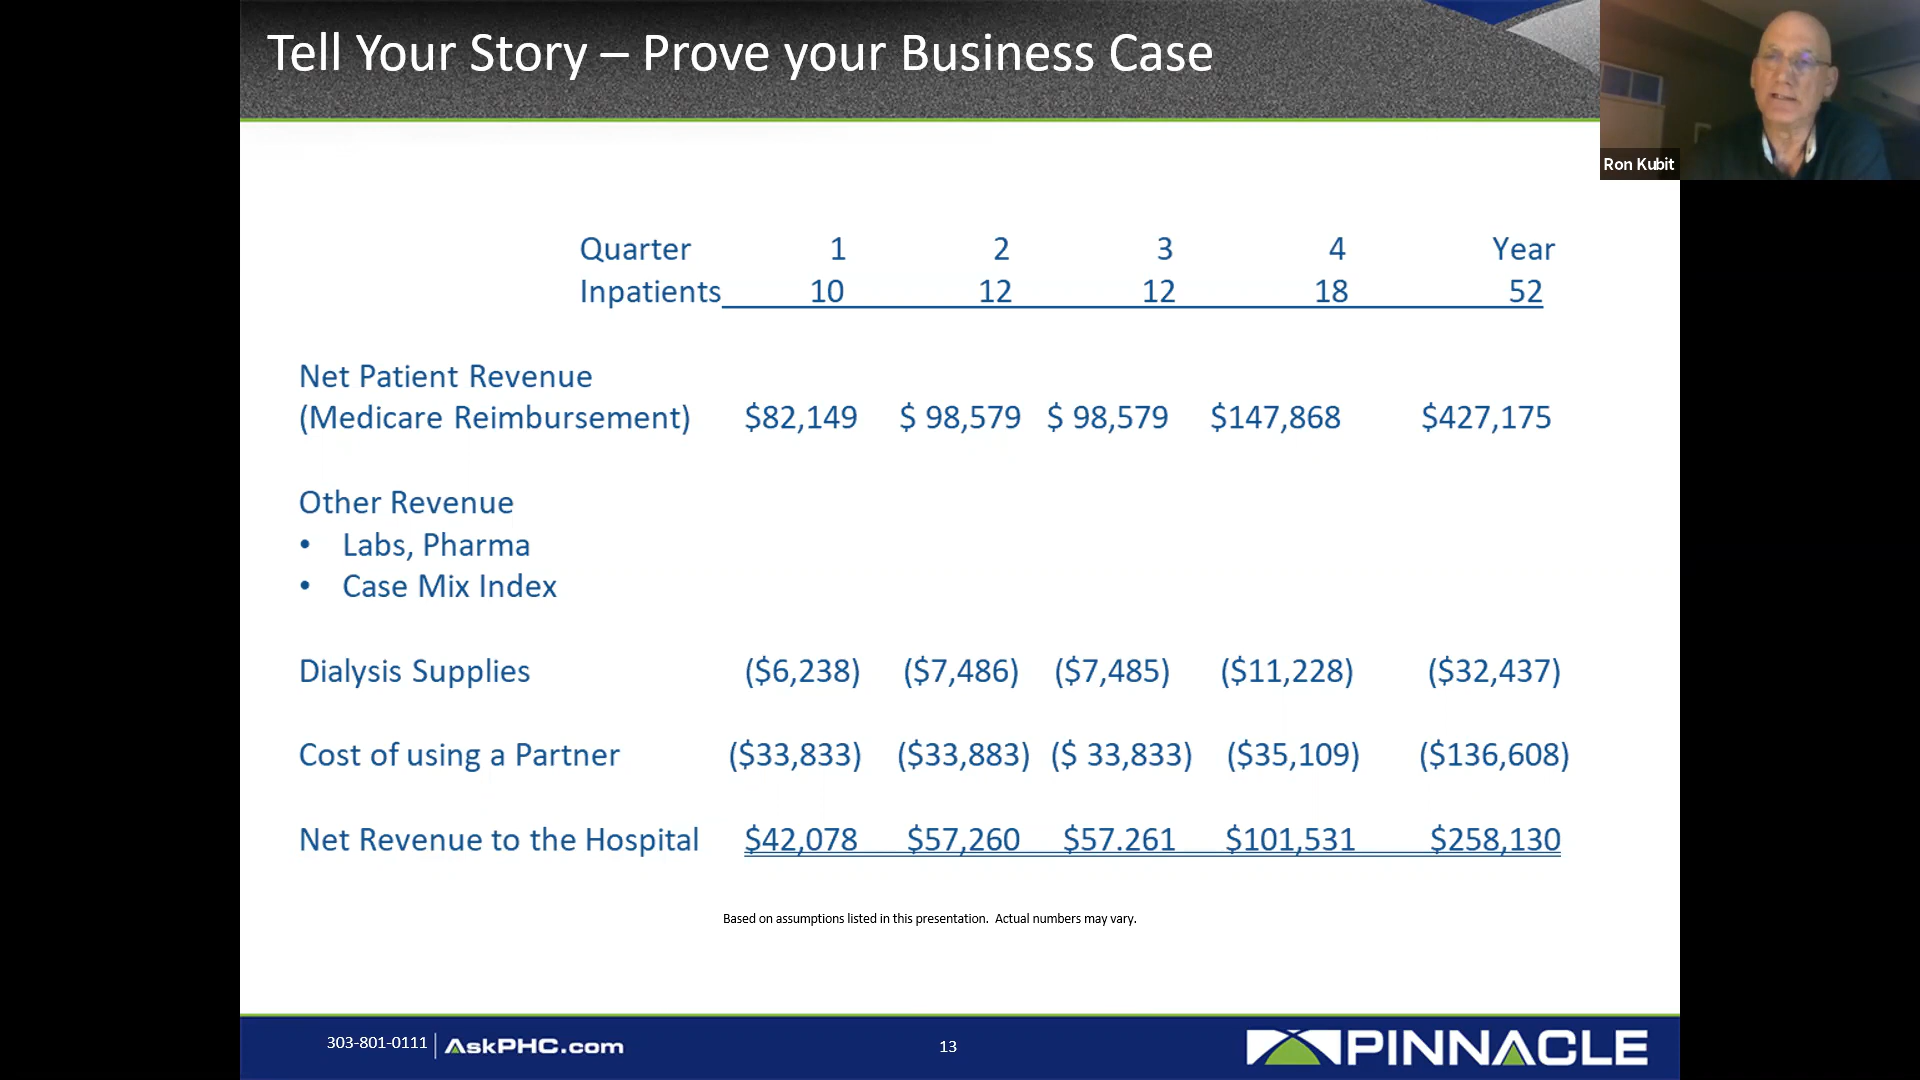 Tell Your Story – Prove your Business Case
Ron Kubit
Quarter 1 2 3 4 Year
Inpatients 10 12 12 18 52
Net Patient Revenue
(Medicare Reimbursement) $82,149 $ 98,579 $ 98,579 $147,868 $427,175
Other Revenue
• Labs, Pharma
• Case Mix Index
Dialysis Supplies ($6,238) ($7,486) ($7,485) ($11,228) ($32,437)
Cost of using a Partner ($33,833) ($33,883) ($ 33,833) ($35,109) ($136,608)
Net Revenue to the Hospital $42,078 $57,260 $57.261 $101,531 $258,130
Based on assumptions listed in this presentation. Actual numbers may vary.
303-801-0111 | AskPHC.com 13 PINNACLE